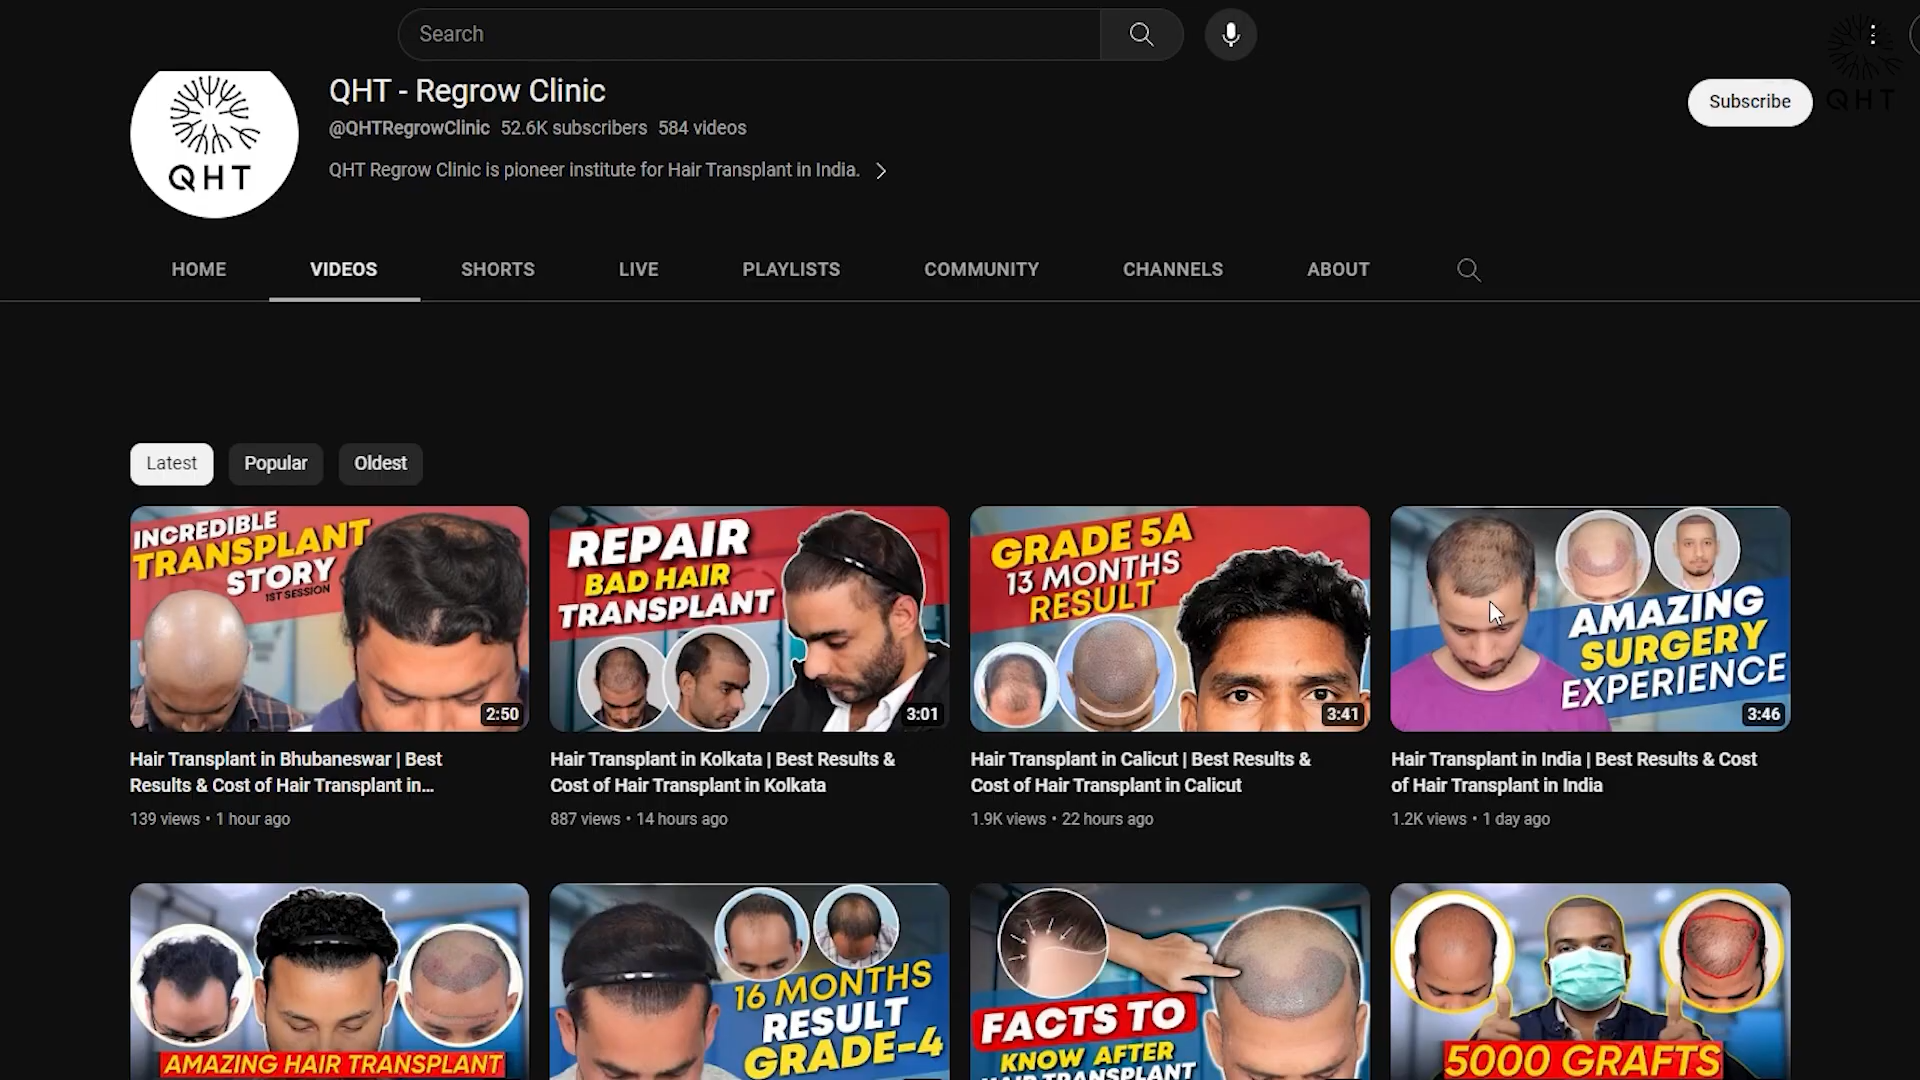 Search
QHT
QHT
QHT - Regrow Clinic
@QHTRegrowClinic 52.6K subscribers 584 videos
Subscribe
QHT Regrow Clinic is pioneer institute for Hair Transplant in India.
HOME VIDEOS SHORTS LIVE PLAYLISTS COMMUNITY CHANNELS ABOUT
Latest Popular Oldest
INCREDIBLE
TRANSPLANT
STORY
1ST SESSION
2:50
REPAIR
BAD HAIR
TRANSPLANT
3:01
GRADE 5A
13 MONTHS
RESULT
3:41
AMAZING
SURGERY
EXPERIENCE
3:46
Hair Transplant in Bhubaneswar | Best
Results & Cost of Hair Transplant in...
139 views • 1 hour ago
Hair Transplant in Kolkata | Best Results &
Cost of Hair Transplant in Kolkata
887 views • 14 hours ago
Hair Transplant in Calicut | Best Results &
Cost of Hair Transplant in Calicut
1.9K views • 22 hours ago
Hair Transplant in India | Best Results & Cost
of Hair Transplant in India
1.2K views • 1 day ago
AMAZING HAIR TRANSPLANT
16 MONTHS
RESULT
GRADE-4
FACTS TO
KNOW AFTER
HAIR TRANSPLANT
5000 GRAFTS